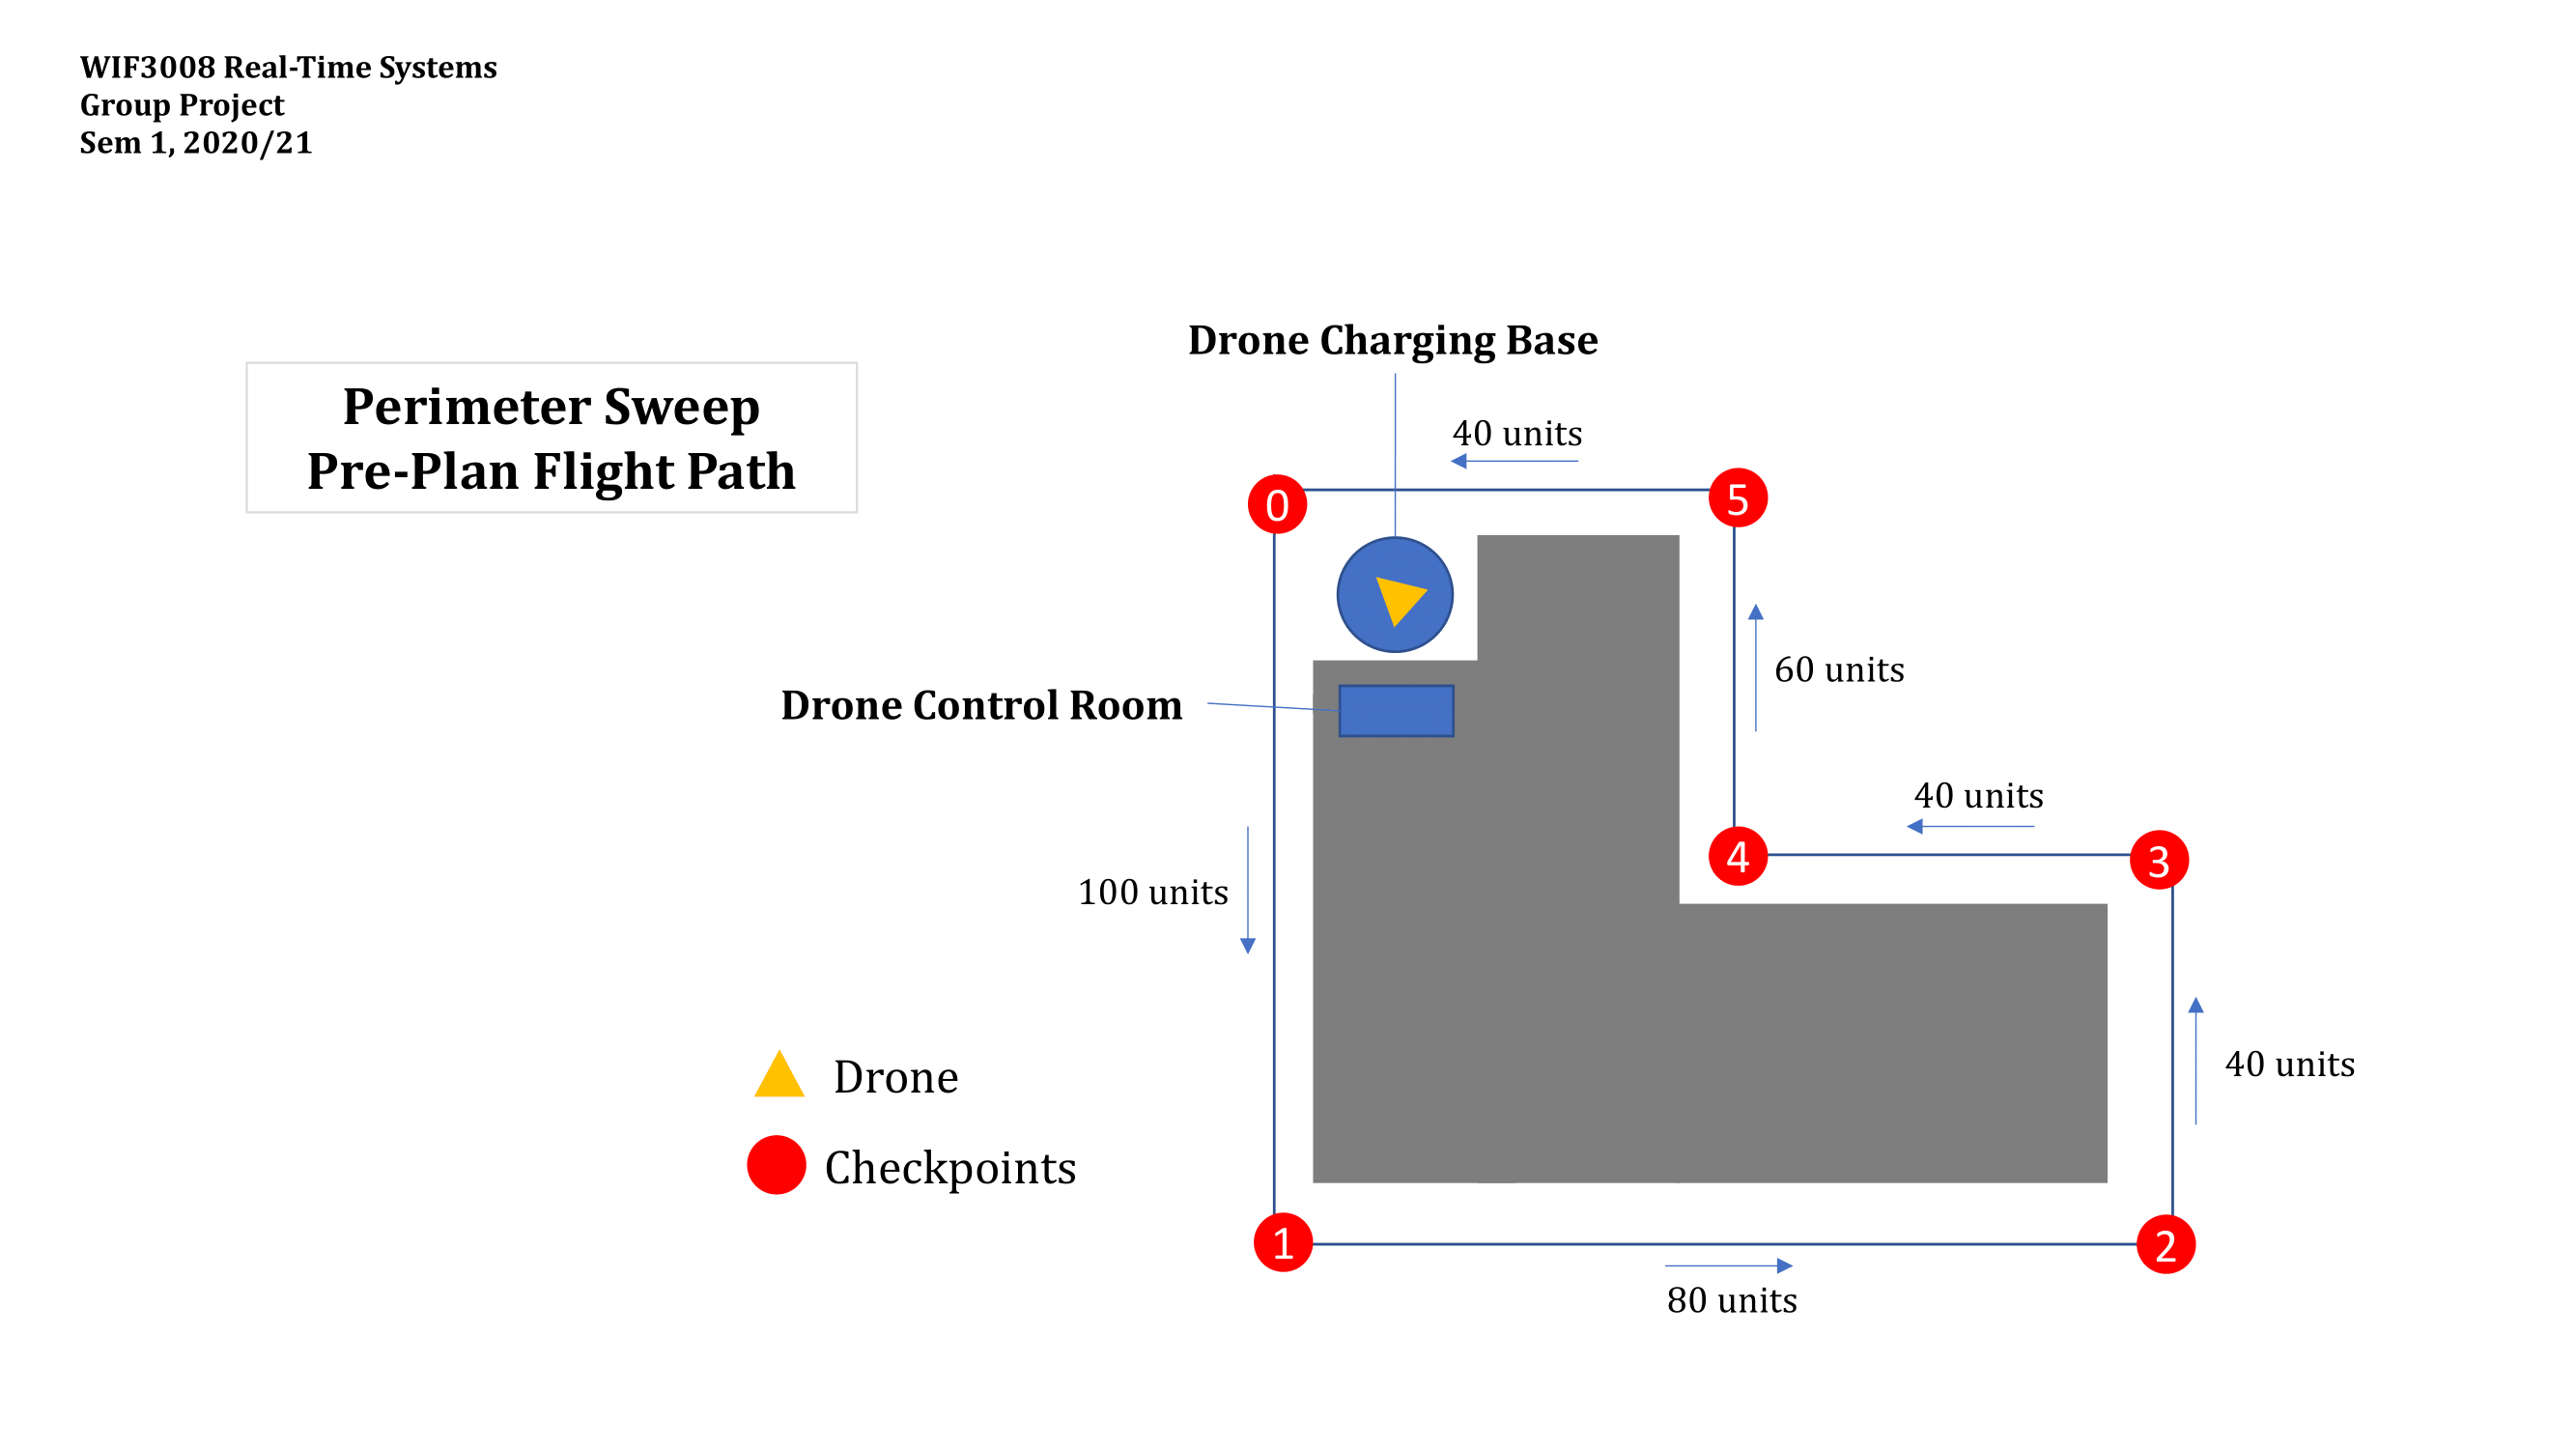 WIF3008 Real-Time Systems
Group Project
Sem 1, 2020/21
Perimeter Sweep
Pre-Plan Flight Path
Drone Charging Base
40 units
0
5
60 units
Drone Control Room
40 units
4
3
100 units
40 units
Drone
Checkpoints
1
2
80 units